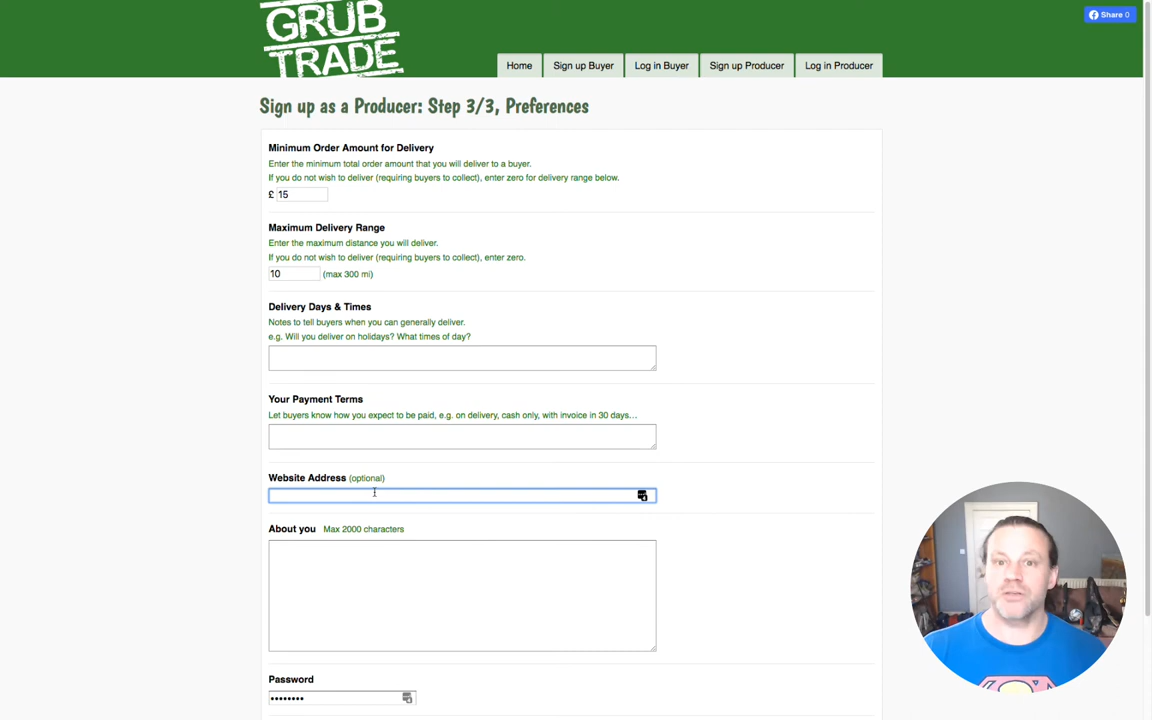 GRUB
TRADE
Share 0
Home
Sign up Buyer
Log in Buyer
Sign up Producer
Log in Producer
Sign up as a Producer: Step 3/3, Preferences
Minimum Order Amount for Delivery
Enter the minimum total order amount that you will deliver to a buyer.
If you do not wish to deliver (requiring buyers to collect), enter zero for delivery range below.
£ 15
Maximum Delivery Range
Enter the maximum distance you will deliver.
If you do not wish to deliver (requiring buyers to collect), enter zero.
10 (max 300 mi)
Delivery Days & Times
Notes to tell buyers when you can generally deliver.
e.g. Will you deliver on holidays? What times of day?
Your Payment Terms
Let buyers know how you expect to be paid, e.g. on delivery, cash only, with invoice in 30 days...
Website Address (optional)
About you Max 2000 characters
Password
••••••••